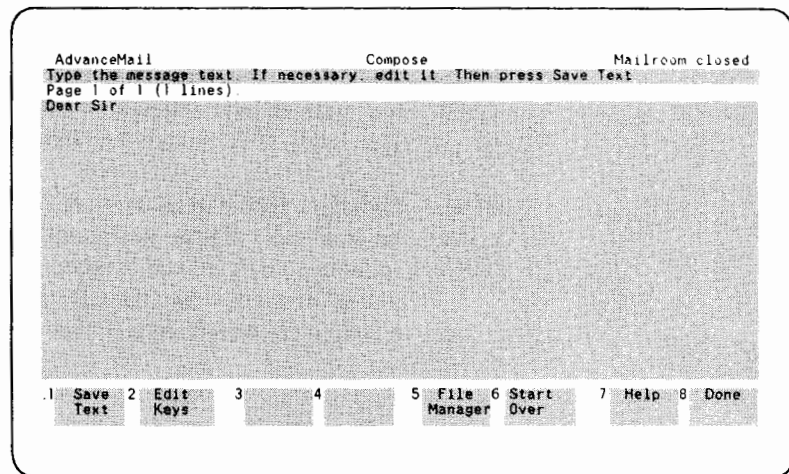 AdvanceMail Compose Mailroom closed
Type the message text. If necessary, edit it. Then press Save Text
Page 1 of 1 (1 lines).
Dear Sir
1 Save Text 2 Edit Keys 3 4 5 File Manager 6 Start Over 7 Help 8 Done